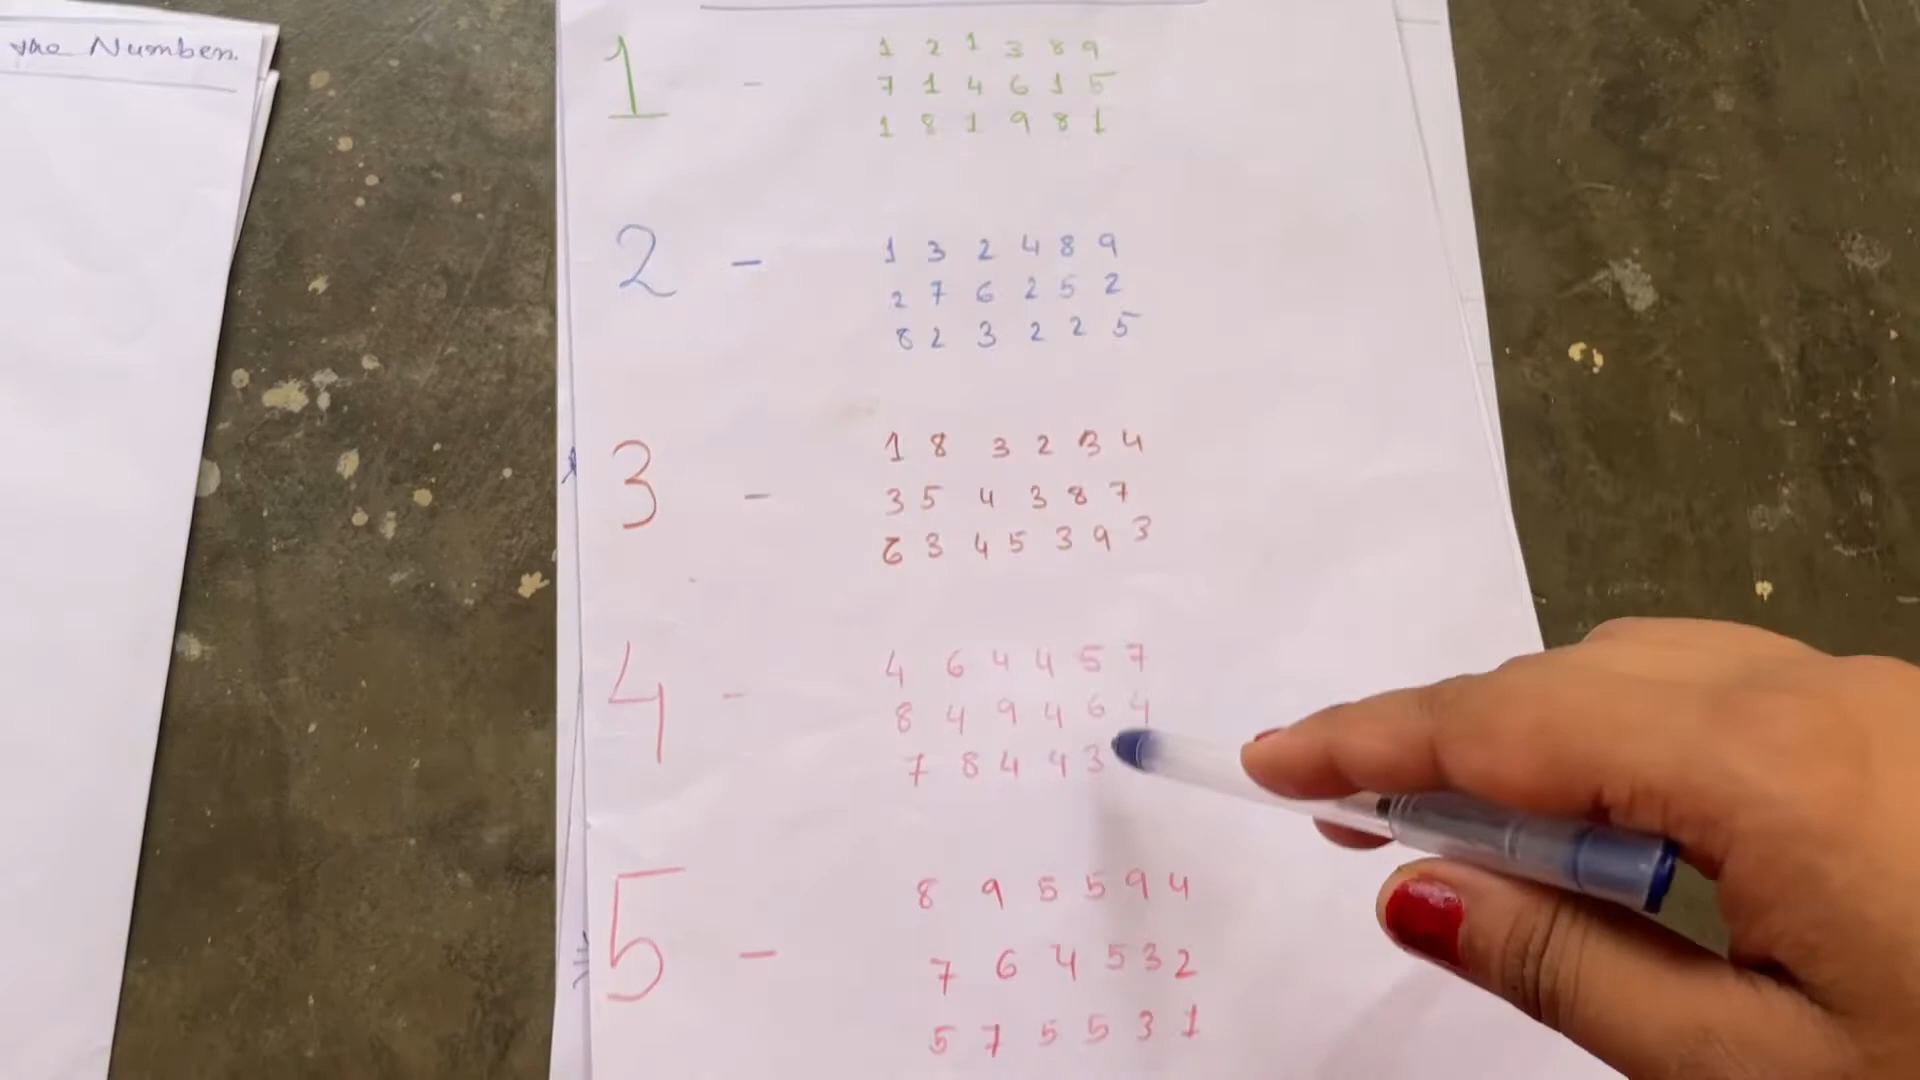 the Number.
1 - 1 2 1 3 8 9
7 1 4 6 1 5
1 8 1 9 8 1
2 - 1 3 2 4 8 9
2 7 6 2 5 2
8 2 3 2 2 5
3 - 1 8 3 2 3 4
3 5 4 3 8 7
6 3 4 5 3 9 3
4 - 4 6 4 4 5 7
8 4 9 4 6 4
7 8 4 4 3
5 - 8 9 5 5 9 4
7 6 4 5 3 2
5 7 5 5 3 1